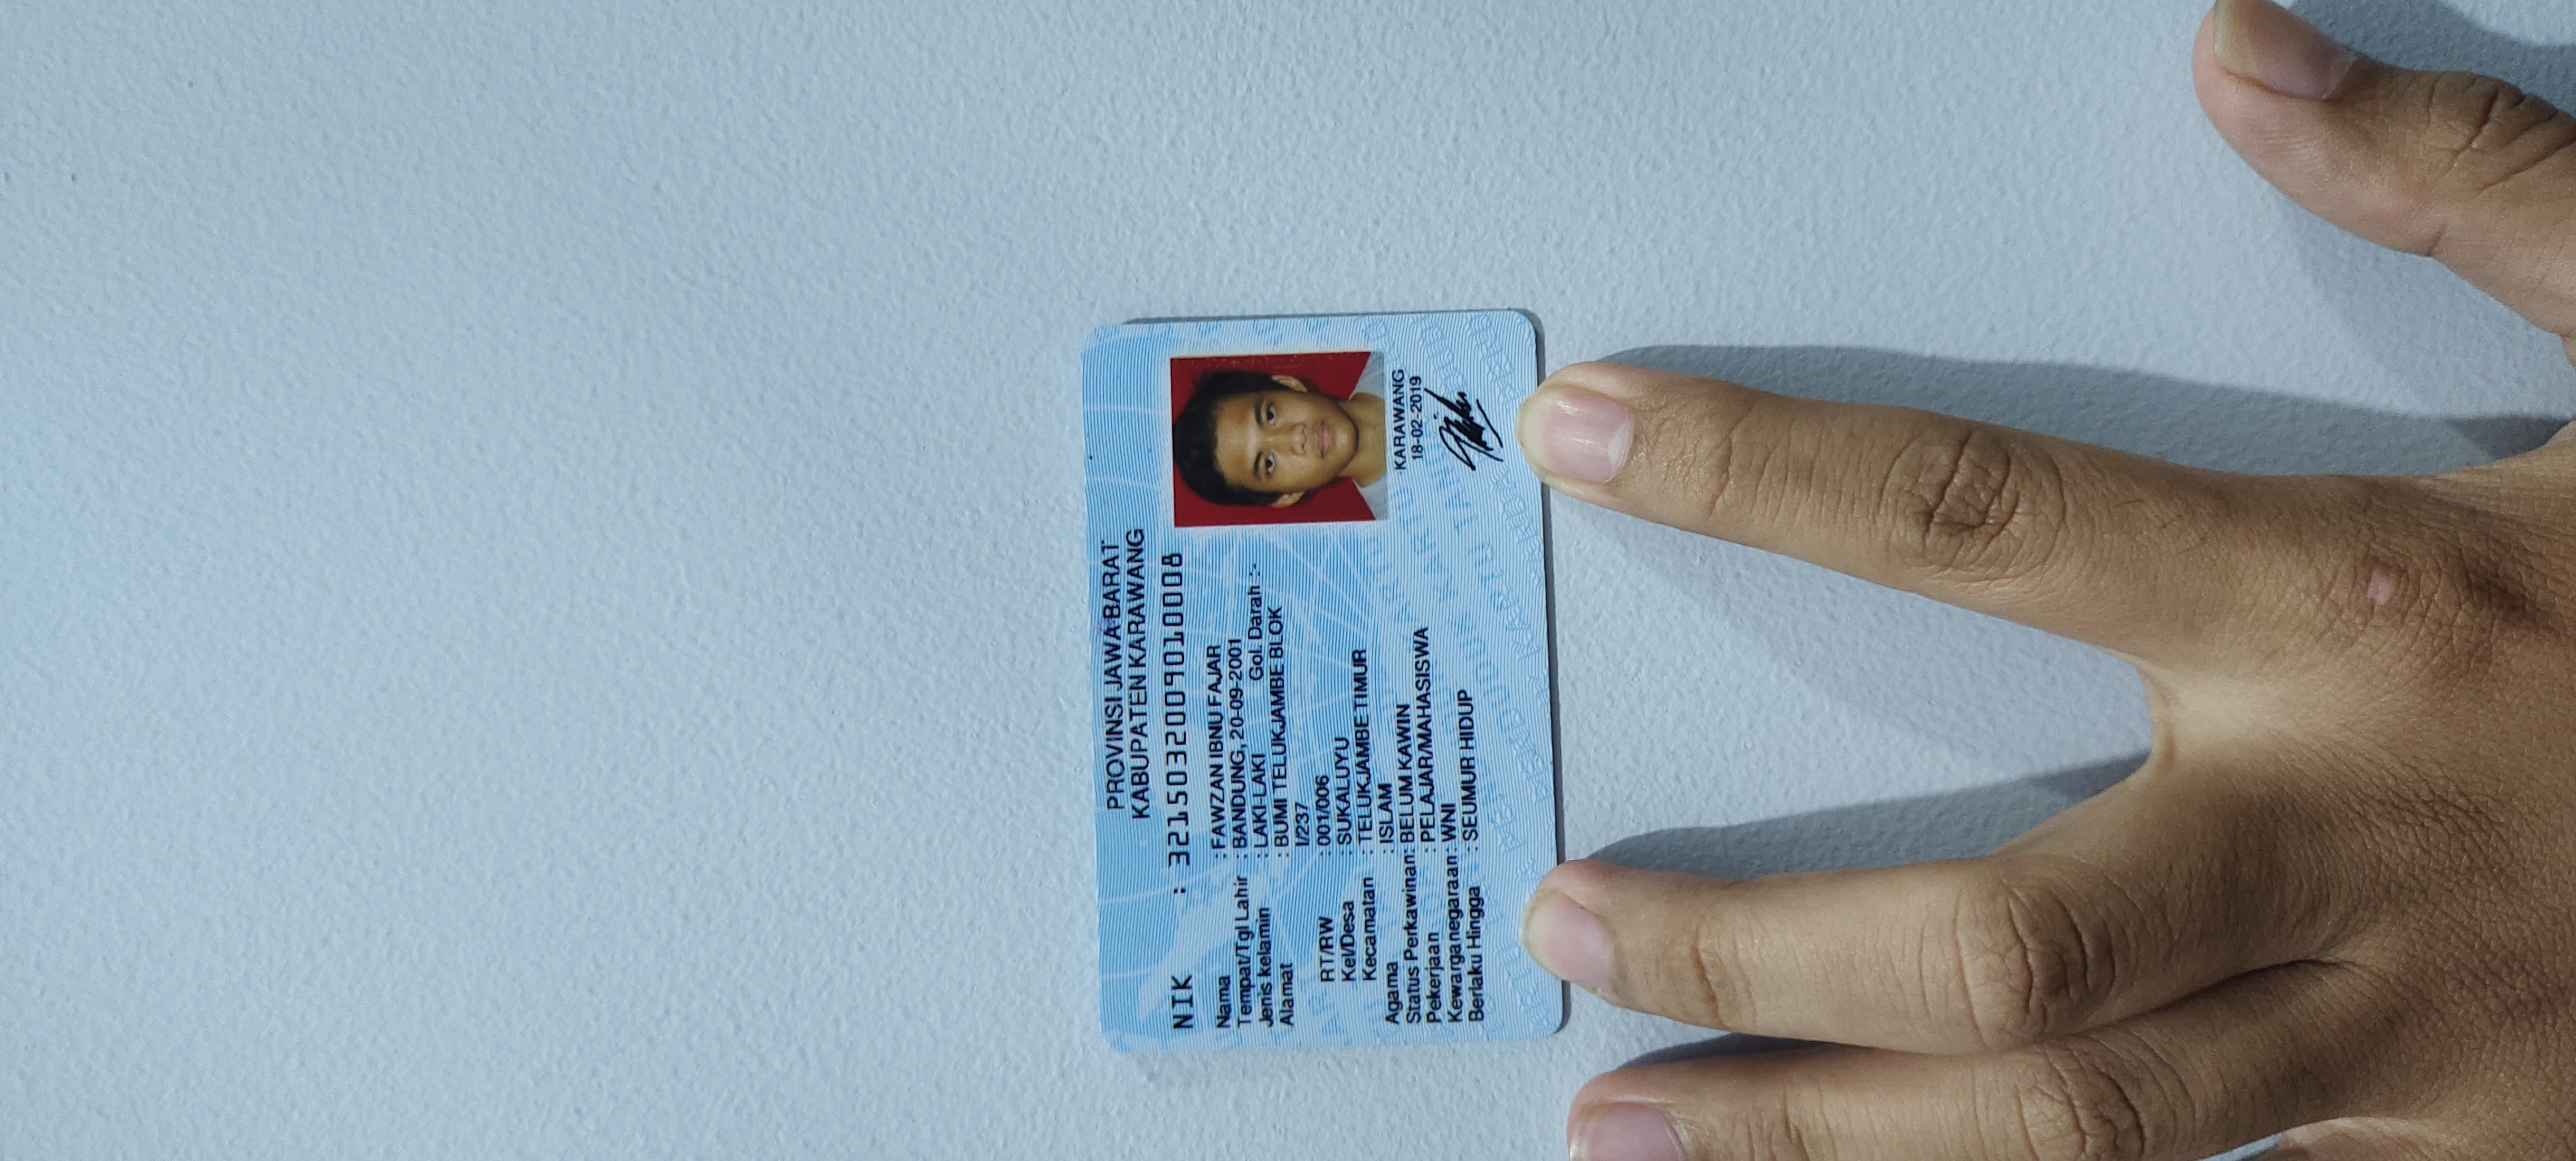 PROVINSI JAWA BARAT
KABUPATEN KARAWANG
NIK : 3215032009010008
Nama : FAWZAN IBNU FAJAR
Tempat/Tgl Lahir : BANDUNG, 20-09-2001
Jenis kelamin : LAKI-LAKI Gol. Darah :-
Alamat : BUMI TELUKJAMBE BLOK
I/237
RT/RW : 001/006
Kel/Desa : SUKALUYU
Kecamatan : TELUKJAMBE TIMUR
Agama : ISLAM
Status Perkawinan: BELUM KAWIN
Pekerjaan : PELAJAR/MAHASISWA
Kewarganegaraan: WNI
Berlaku Hingga : SEUMUR HIDUP
KARAWANG
18-02-2019